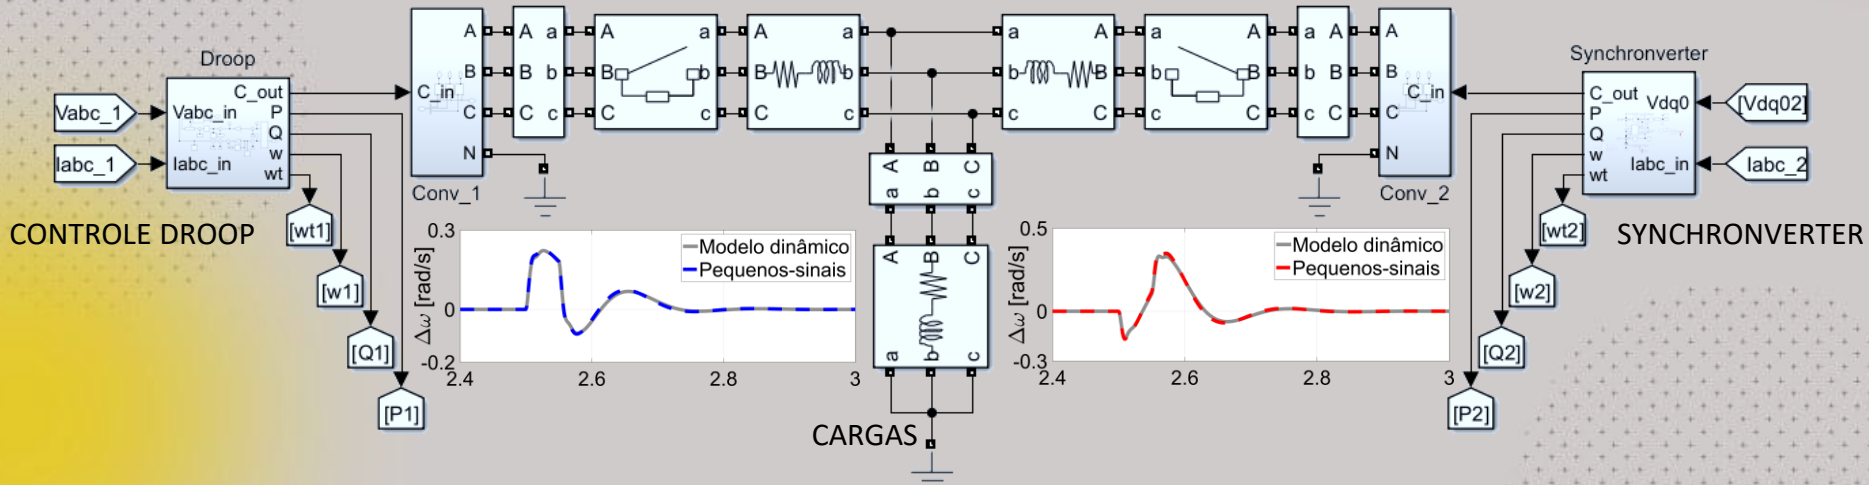 Droop
Vabc_1
Iabc_1
Vabc_in
Iabc_in
C_out
P
Q
w
wt
[wt1]
[w1]
[Q1]
[P1]
CONTROLE DROOP
C_in
A
B
C
N
Conv_1
A a
B b
C c
A a
B b
C c
A a
B b
C c
a A
b B
c C
a A
b B
c C
a A
b B
c C
A
B
C
N
C_in
Conv_2
Synchronverter
C_out
P
Q
w
wt
Vdq0
Iabc_in
[Vdq02]
Iabc_2
[wt2]
[w2]
[Q2]
[P2]
SYNCHRONVERTER
A B C
a b c
A B C
a b c
CARGAS
Δω [rad/s]
0.3
0
-0.2
2.4 2.6 2.8 3
Modelo dinâmico
Pequenos-sinais
Δω [rad/s]
0.5
0
-0.3
2.4 2.6 2.8 3
Modelo dinâmico
Pequenos-sinais